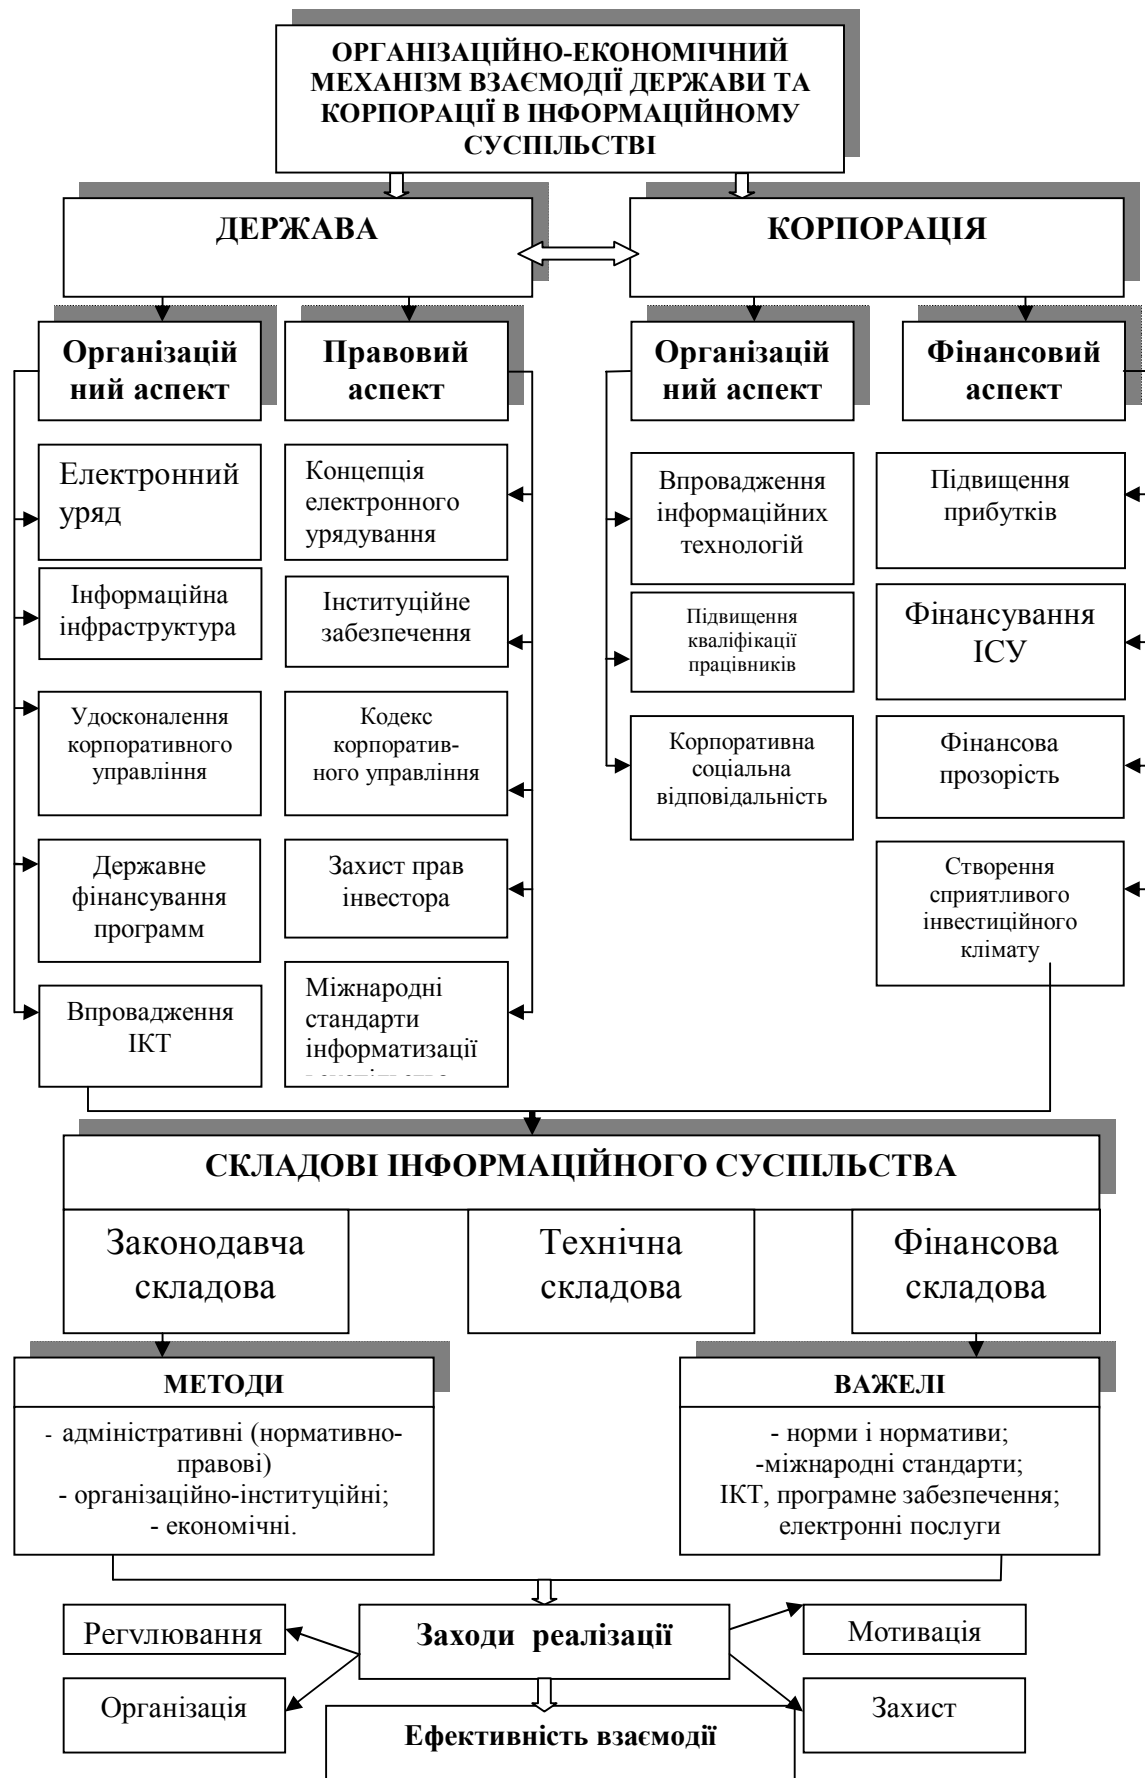 ОРГАНІЗАЦІЙНО-ЕКОНОМІЧНИЙ
МЕХАНІЗМ ВЗАЄМОДІЇ ДЕРЖАВИ ТА
КОРПОРАЦІЇ В ІНФОРМАЦІЙНОМУ
СУСПІЛЬСТВІ
ДЕРЖАВА
КОРПОРАЦІЯ
Організацій
ний аспект
Правовий
аспект
Організацій
ний аспект
Фінансовий
аспект
Електронний
уряд
Інформаційна
інфраструктура
Удосконалення
корпоративного
управління
Державне
фінансування
программ
Впровадження
ІКТ
Концепція
електронного
урядування
Інституційне
забезпечення
Кодекс
корпоратив-
ного управління
Захист прав
інвестора
Міжнародні
стандарти
інформатизації
Впровадження
інформаційних
технологій
Підвищення
кваліфікації
працівників
Корпоративна
соціальна
відповідальність
Підвищення
прибутків
Фінансування
ІСУ
Фінансова
прозорість
Створення
сприятливого
інвестиційного
клімату
СКЛАДОВІ ІНФОРМАЦІЙНОГО СУСПІЛЬСТВА
Законодавча
складова
Технічна
складова
Фінансова
складова
МЕТОДИ
- адміністративні (нормативно-
правові)
- організаційно-інституційні;
- економічні.
ВАЖЕЛІ
- норми і нормативи;
-міжнародні стандарти;
ІКТ, програмне забезпечення;
електронні послуги
Регулювання
Заходи реалізації
Мотивація
Організація
Захист
Ефективність взаємодії